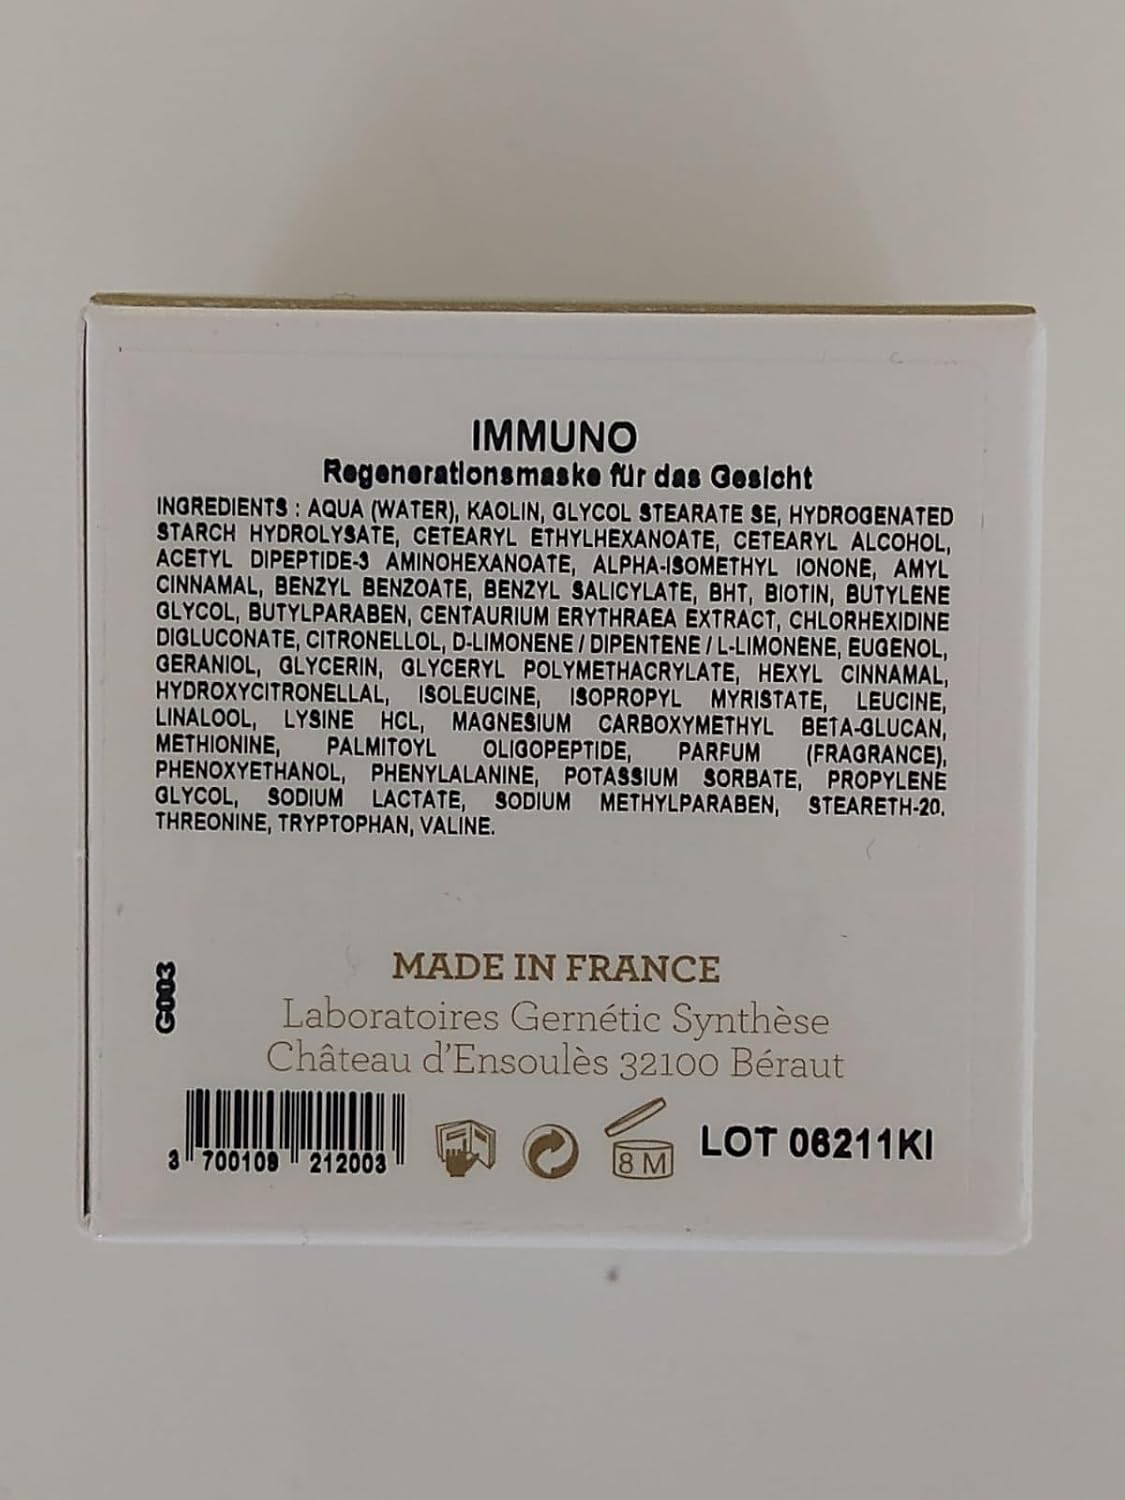 IMMUNO
Regenerationsmaske für das Gesicht
INGREDIENTS : AQUA (WATER), KAOLIN, GLYCOL STEARATE SE, HYDROGENATED
STARCH HYDROLYSATE, CETEARYL ETHYLHEXANOATE, CETEARYL ALCOHOL,
ACETYL DIPEPTIDE-3 AMINOHEXANOATE, ALPHA-ISOMETHYL IONONE, AMYL
CINNAMAL, BENZYL BENZOATE, BENZYL SALICYLATE, BHT, BIOTIN, BUTYLENE
GLYCOL, BUTYLPARABEN, CENTAURIUM ERYTHRAEA EXTRACT, CHLORHEXIDINE
DIGLUCONATE, CITRONELLOL, D-LIMONENE / DIPENTENE / L-LIMONENE, EUGENOL,
GERANIOL, GLYCERIN, GLYCERYL POLYMETHACRYLATE, HEXYL CINNAMAL,
HYDROXYCITRONELLAL, ISOLEUCINE, ISOPROPYL MYRISTATE, LEUCINE,
LINALOOL, LYSINE HCL, MAGNESIUM CARBOXYMETHYL BETA-GLUCAN,
METHIONINE, PALMITOYL OLIGOPEPTIDE, PARFUM (FRAGRANCE),
PHENOXYETHANOL, PHENYLALANINE, POTASSIUM SORBATE, PROPYLENE
GLYCOL, SODIUM LACTATE, SODIUM METHYLPARABEN, STEARETH-20,
THREONINE, TRYPTOPHAN, VALINE.
G003
MADE IN FRANCE
Laboratoires Gernétic Synthèse
Château d'Ensoulès 32100 Béraut
3 700109 212003
8 M
LOT 06211KI